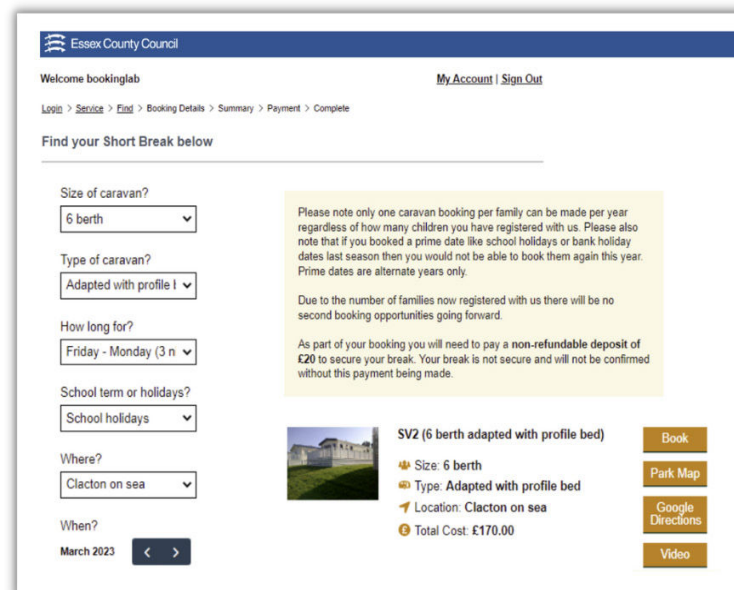 Essex County Council
Welcome bookinglab
My Account | Sign Out
Login > Service > Find > Booking Details > Summary > Payment > Complete
Find your Short Break below
Size of caravan?
6 berth
Type of caravan?
Adapted with profile b
How long for?
Friday - Monday (3 n
School term or holidays?
School holidays
Where?
Clacton on sea
When?
March 2023
Please note only one caravan booking per family can be made per year
regardless of how many children you have registered with us. Please also
note that if you booked a prime date like school holidays or bank holiday
dates last season then you would not be able to book them again this year.
Prime dates are alternate years only.
Due to the number of families now registered with us there will be no
second booking opportunities going forward.
As part of your booking you will need to pay a non-refundable deposit of
£20 to secure your break. Your break is not secure and will not be confirmed
without this payment being made.
SV2 (6 berth adapted with profile bed)
Size: 6 berth
Type: Adapted with profile bed
Location: Clacton on sea
Total Cost: £170.00
Book
Park Map
Google
Directions
Video